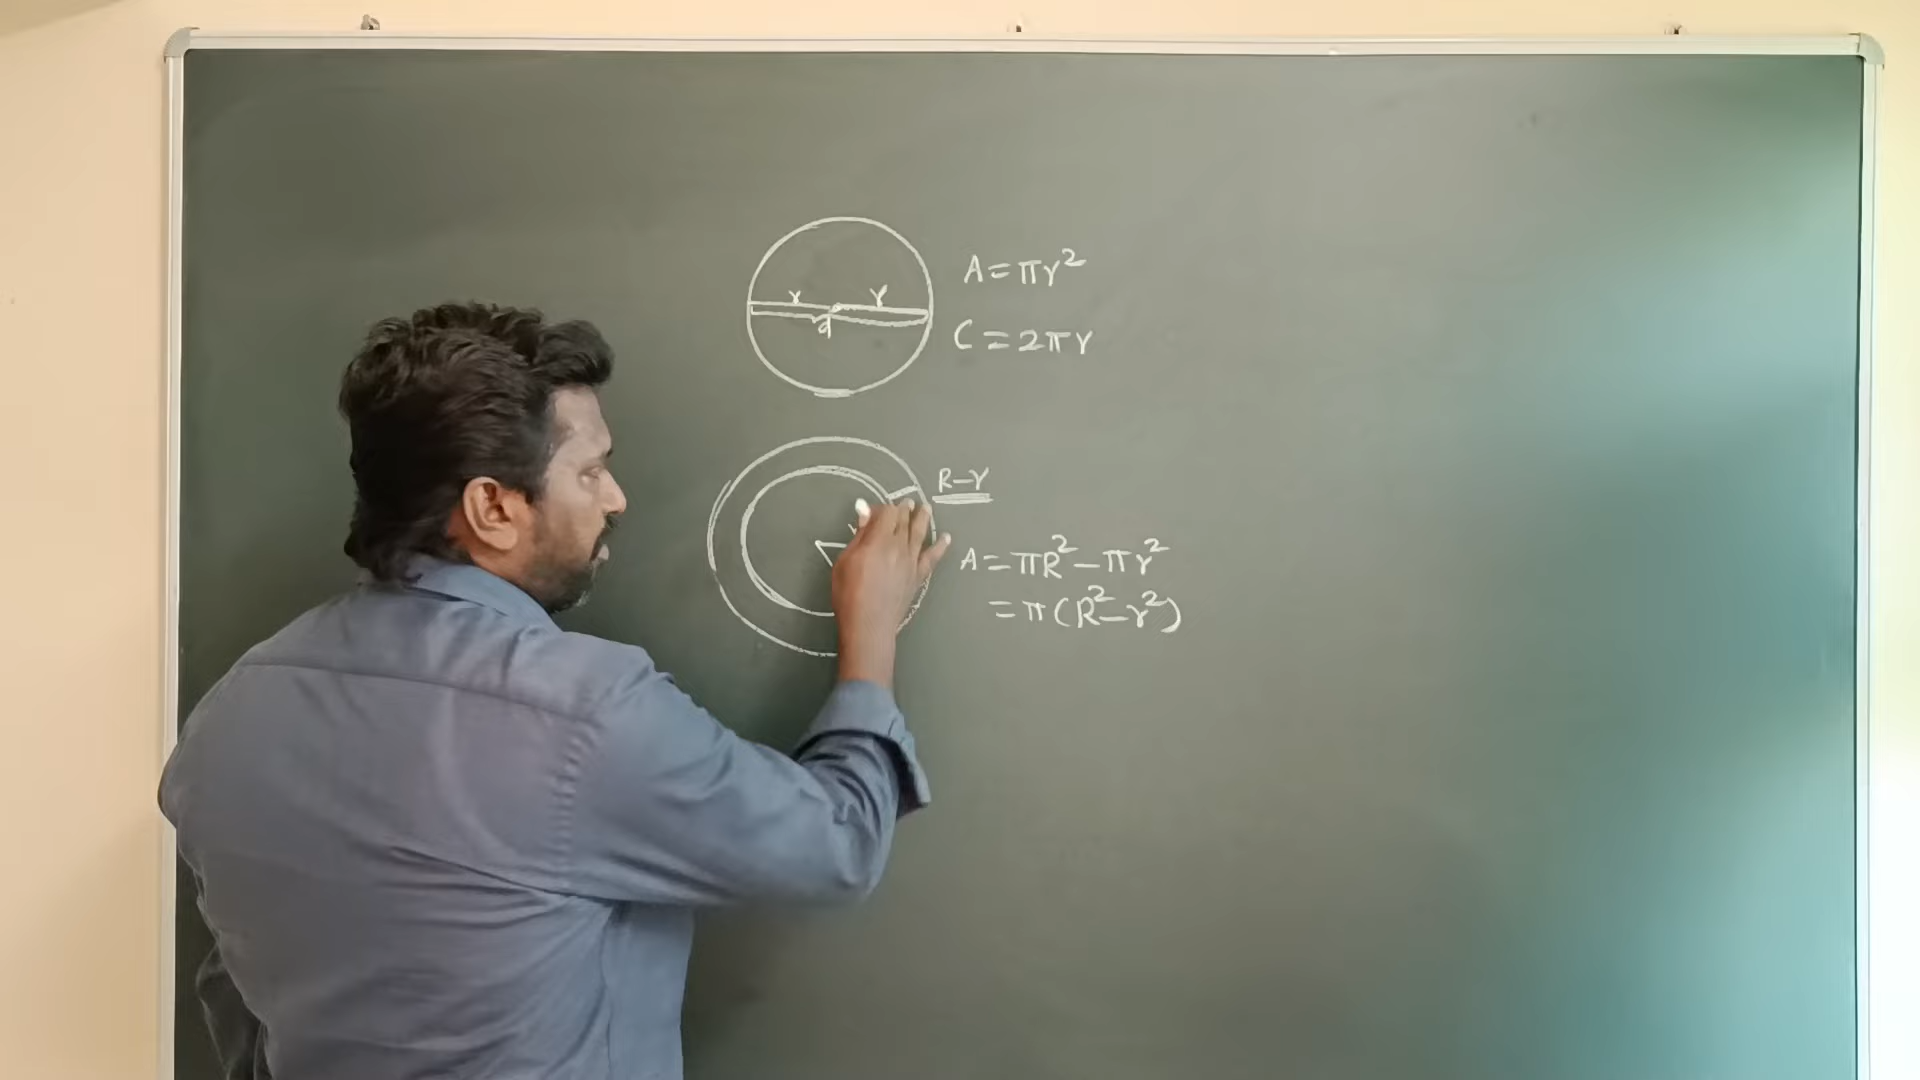 r r
d
A = πr²
C = 2πr
R-r
r
A = πR² - πr²
= π(R² - r²)